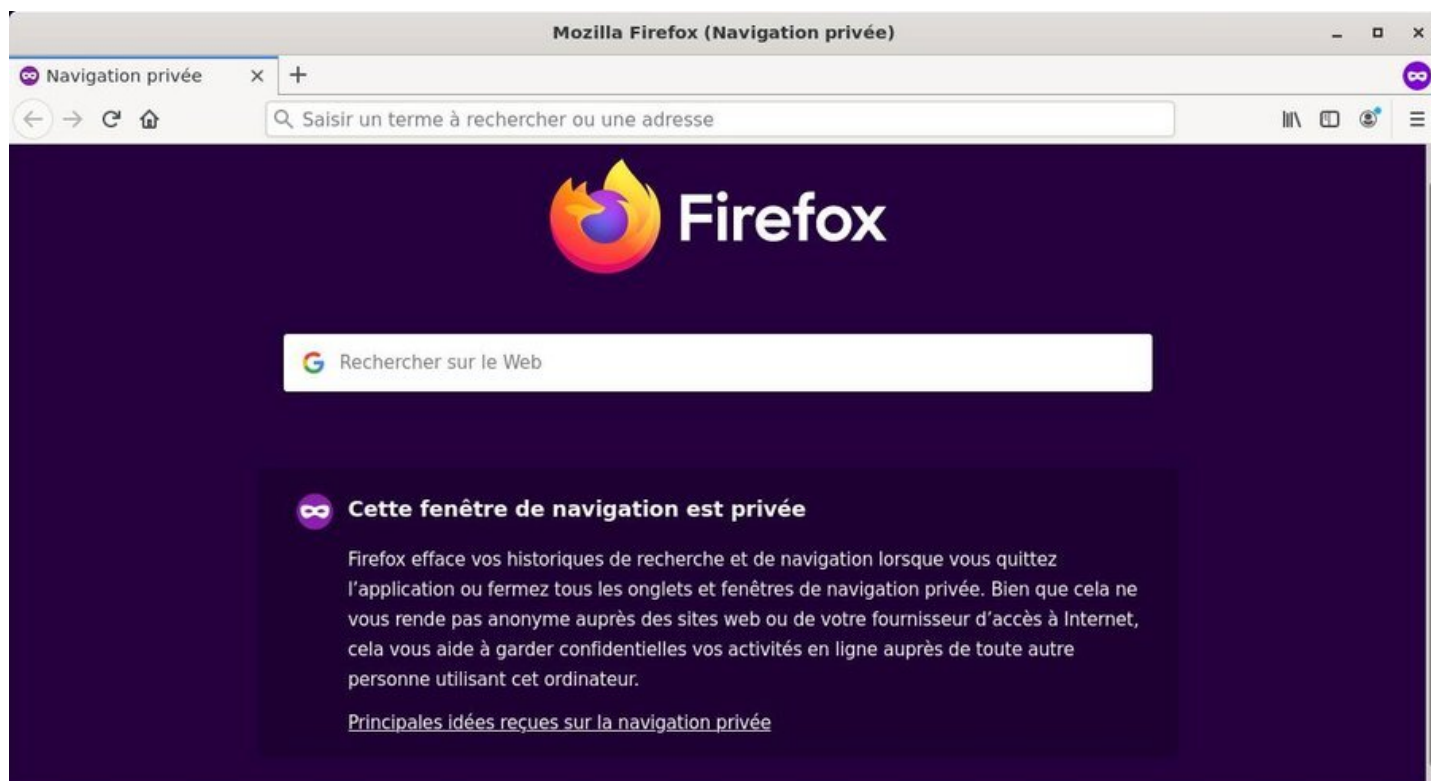 Mozilla Firefox (Navigation privée)
Navigation privée
Saisir un terme à rechercher ou une adresse
Firefox
Rechercher sur le Web
Cette fenêtre de navigation est privée
Firefox efface vos historiques de recherche et de navigation lorsque vous quittez
l’application ou fermez tous les onglets et fenêtres de navigation privée. Bien que cela ne
vous rende pas anonyme auprès des sites web ou de votre fournisseur d’accès à Internet,
cela vous aide à garder confidentielles vos activités en ligne auprès de toute autre
personne utilisant cet ordinateur.
Principales idées reçues sur la navigation privée